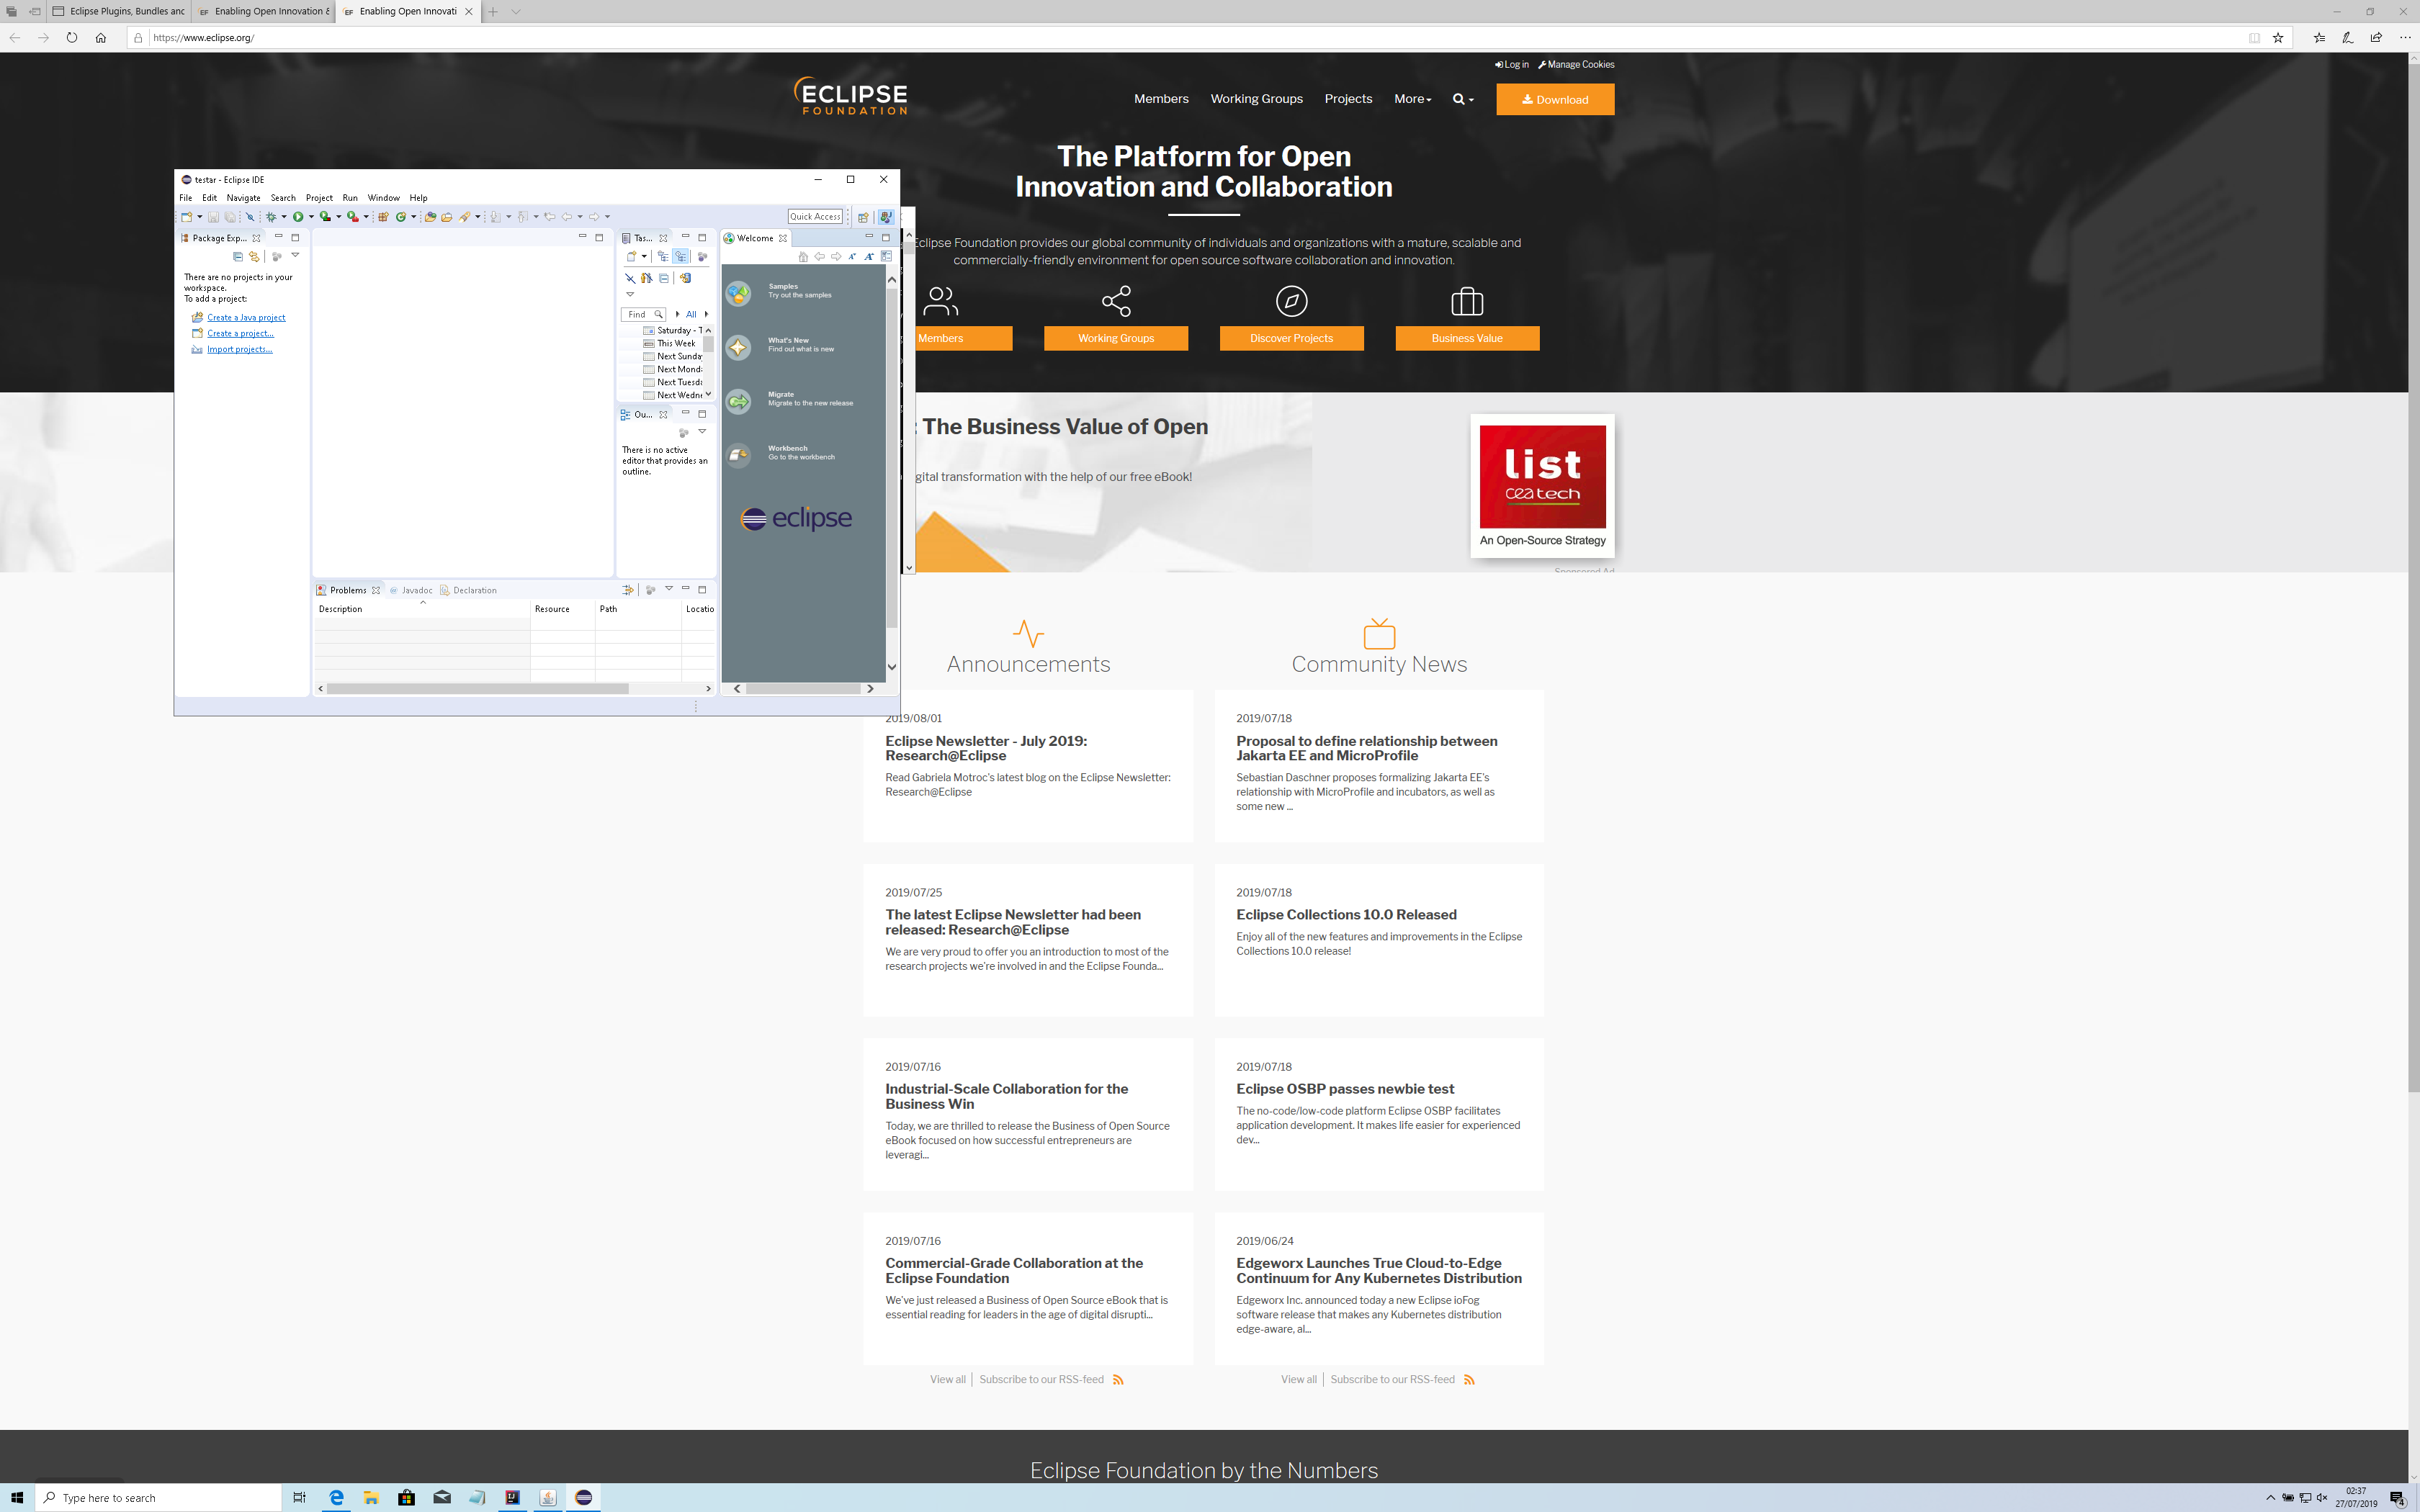 Eclipse Plugins, Bundles and
Enabling Open Innovation &
Enabling Open Innovati
https://www.eclipse.org/
Log in
Manage Cookies
ECLIPSE
FOUNDATION
Members
Working Groups
Projects
More
Download
The Platform for Open
Innovation and Collaboration
clipse Foundation provides our global community of individuals and organizations with a mature, scalable and
commercially-friendly environment for open source software collaboration and innovation.
Members
Working Groups
Discover Projects
Business Value
: The Business Value of Open
gital transformation with the help of our free eBook!
list
ceatech
An Open-Source Strategy
Sponsored Ad
testar - Eclipse IDE
File Edit Navigate Search Project Run Window Help
Quick Access
Package Exp...
There are no projects in your
workspace.
To add a project:
Create a Java project
Create a project...
Import projects...
Tas...
Find
All
Saturday - T
This Week
Next Sunday
Next Monda
Next Tuesda
Next Wedne
Ou...
There is no active
editor that provides an
outline.
Welcome
Samples
Try out the samples
What's New
Find out what is new
Migrate
Migrate to the new release
Workbench
Go to the workbench
eclipse
Problems
@ Javadoc
Declaration
Description
Resource
Path
Locatio
Announcements
2019/08/01
Eclipse Newsletter - July 2019:
Research@Eclipse
Read Gabriela Motroc's latest blog on the Eclipse Newsletter:
Research@Eclipse
2019/07/25
The latest Eclipse Newsletter had been
released: Research@Eclipse
We are very proud to offer you an introduction to most of the
research projects we're involved in and the Eclipse Founda...
2019/07/16
Industrial-Scale Collaboration for the
Business Win
Today, we are thrilled to release the Business of Open Source
eBook focused on how successful entrepreneurs are
leveragi...
2019/07/16
Commercial-Grade Collaboration at the
Eclipse Foundation
We've just released a Business of Open Source eBook that is
essential reading for leaders in the age of digital disrupti...
View all
Subscribe to our RSS-feed
Community News
2019/07/18
Proposal to define relationship between
Jakarta EE and MicroProfile
Sebastian Daschner proposes formalizing Jakarta EE's
relationship with MicroProfile and incubators, as well as
some new ...
2019/07/18
Eclipse Collections 10.0 Released
Enjoy all of the new features and improvements in the Eclipse
Collections 10.0 release!
2019/07/18
Eclipse OSBP passes newbie test
The no-code/low-code platform Eclipse OSBP facilitates
application development. It makes life easier for experienced
dev...
2019/06/24
Edgeworx Launches True Cloud-to-Edge
Continuum for Any Kubernetes Distribution
Edgeworx Inc. announced today a new Eclipse ioFog
software release that makes any Kubernetes distribution
edge-aware, al...
View all
Subscribe to our RSS-feed
Eclipse Foundation by the Numbers
Type here to search
02:37
27/07/2019
4